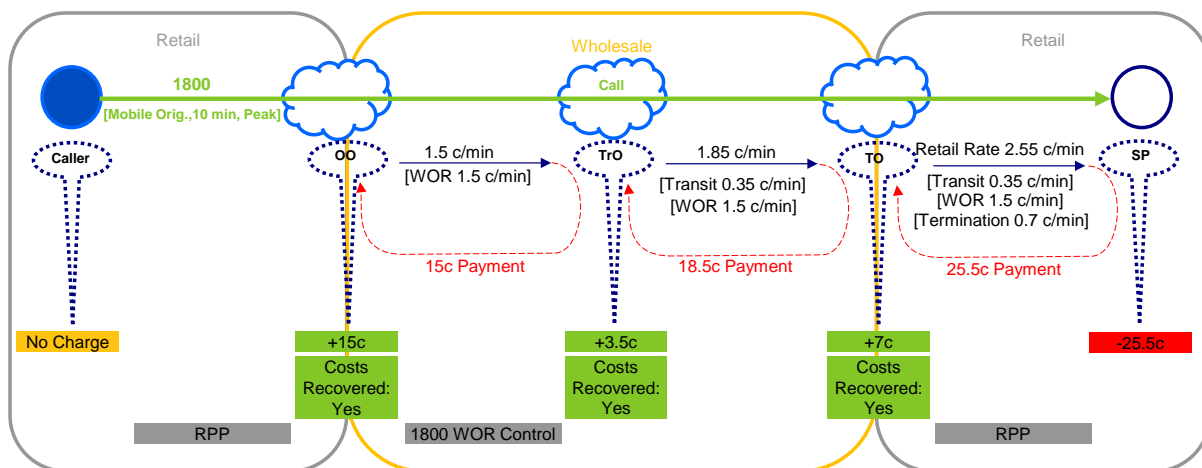 Retail
Wholesale
Retail
1800
Call
[Mobile Orig.,10 min, Peak]
Caller
OO
1.5 c/min
[WOR 1.5 c/min]
TrO
1.85 c/min
[Transit 0.35 c/min]
[WOR 1.5 c/min]
TO
Retail Rate 2.55 c/min
[Transit 0.35 c/min]
[WOR 1.5 c/min]
[Termination 0.7 c/min]
SP
15c Payment
18.5c Payment
25.5c Payment
No Charge
+15c
+3.5c
+7c
-25.5c
Costs
Recovered:
Yes
Costs
Recovered:
Yes
Costs
Recovered:
Yes
RPP
1800 WOR Control
RPP